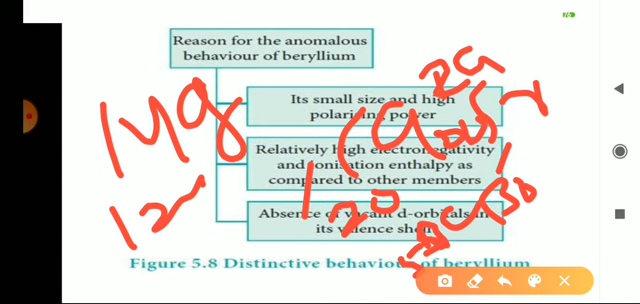 76
Reason for the anomalous
behaviour of beryllium
Its small size and high
polarising power
Relatively high electronegativity
and ionisation enthalpy as
compared to other members
Absence of vacant d-orbitals in
its valence shell
Figure 5.8 Distinctive behaviour of beryllium
Mg
12
20